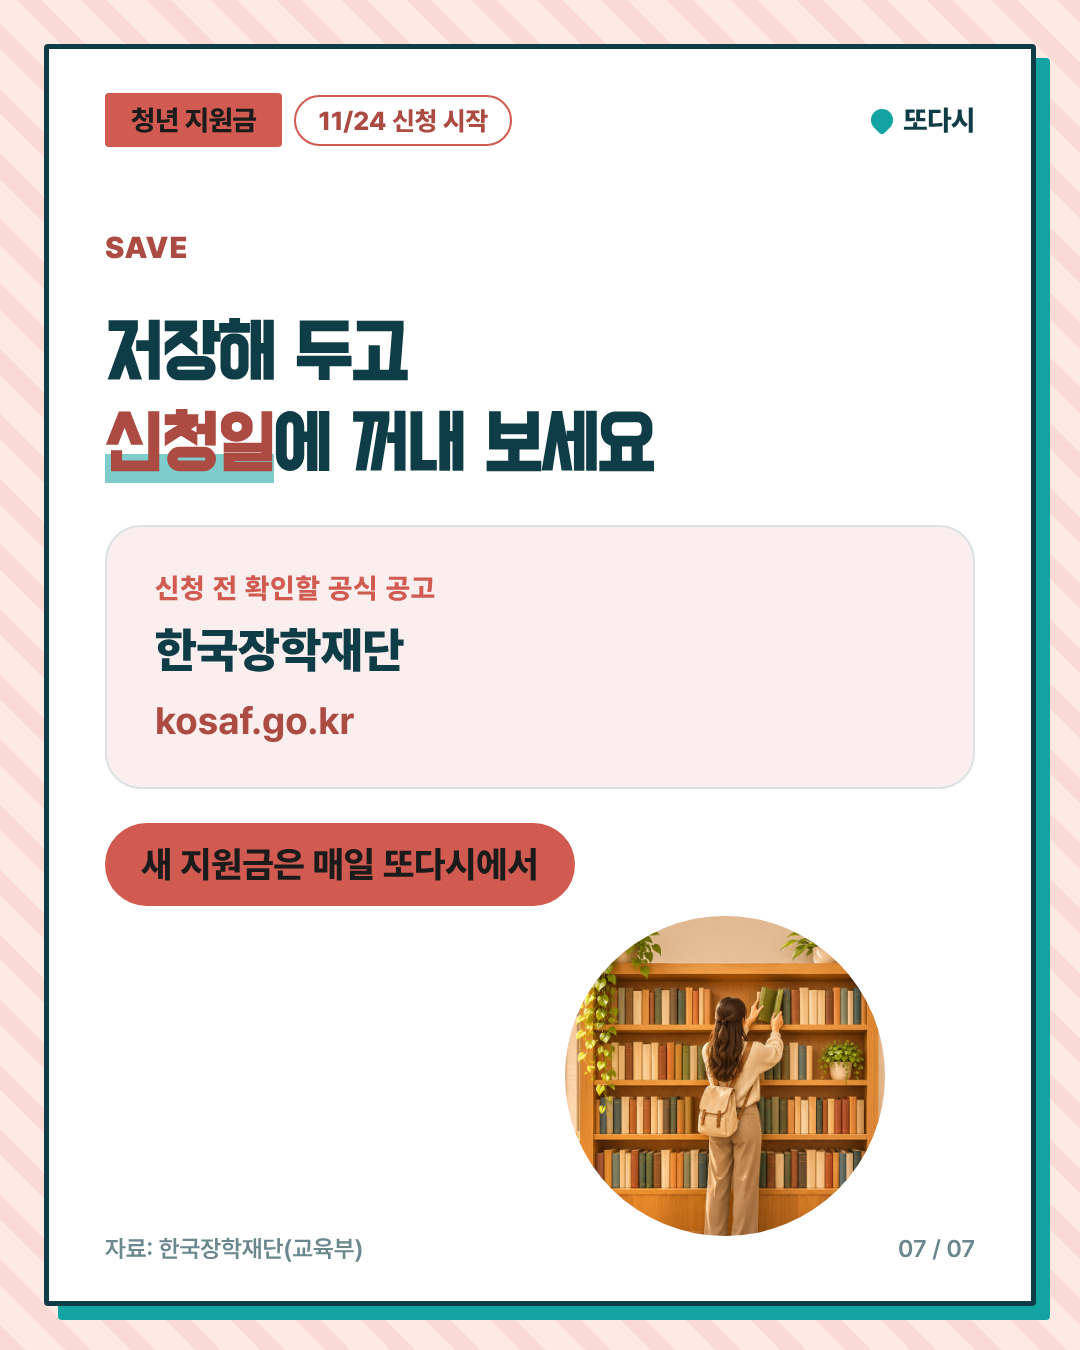 청년 지원금
11/24 신청 시작
또다시
SAVE
저장해 두고
신청일에 꺼내 보세요
신청 전 확인할 공식 공고
한국장학재단
kosaf.go.kr
새 지원금은 매일 또다시에서
자료: 한국장학재단(교육부)
07 / 07